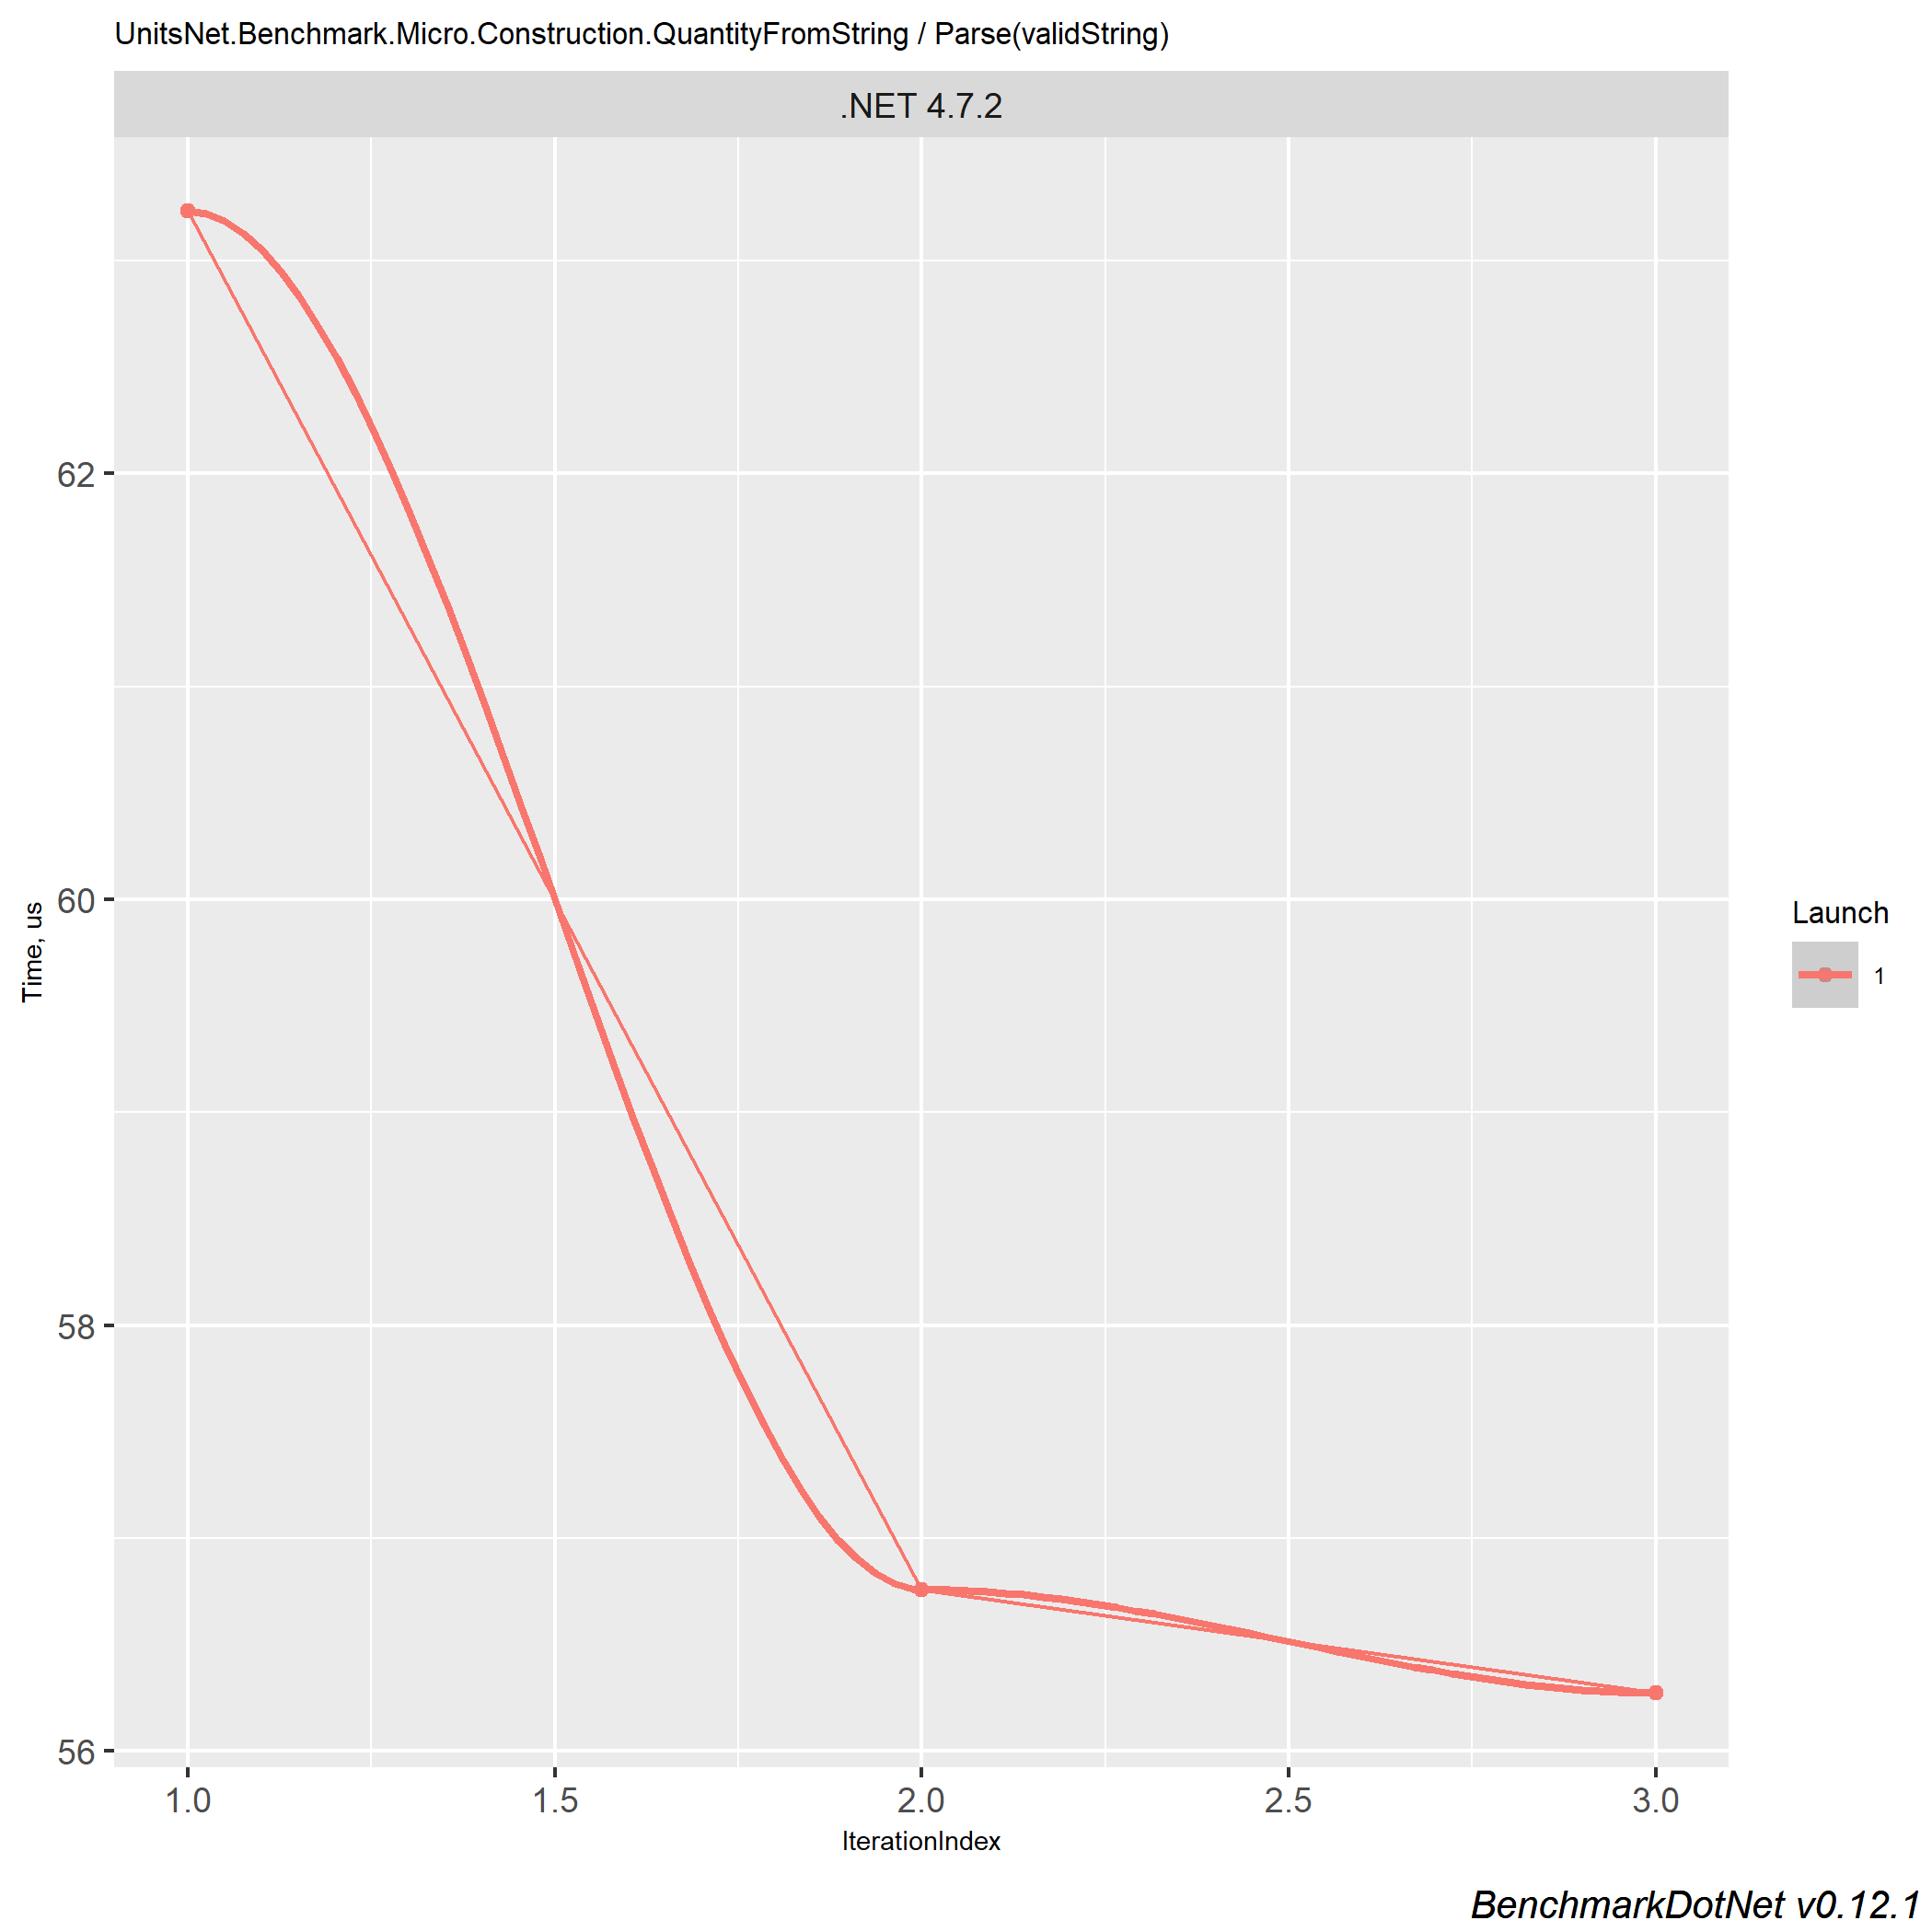 UnitsNet.Benchmark.Micro.Construction.QuantityFromString / Parse(validString)
.NET 4.7.2
62
60
58
56
Time, us
1.0 1.5 2.0 2.5 3.0
IterationIndex
Launch
1
BenchmarkDotNet v0.12.1